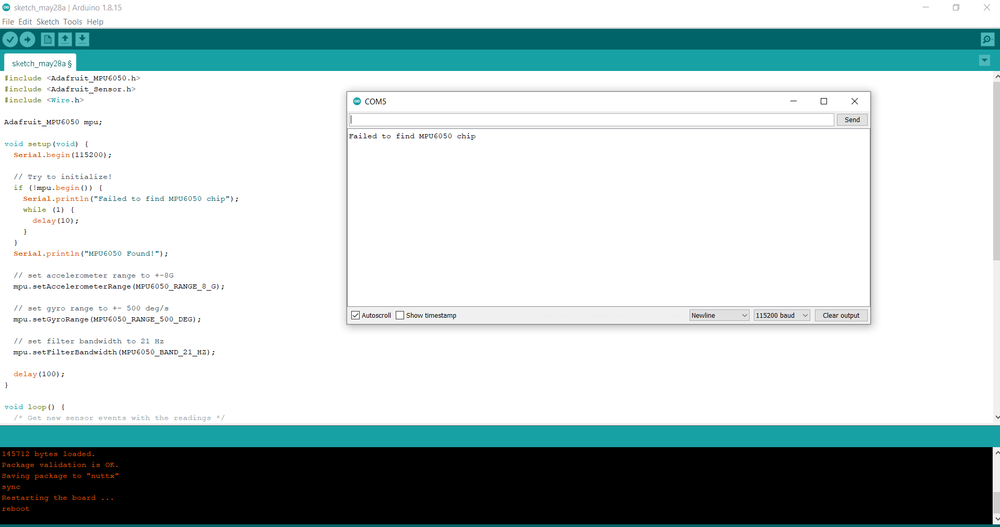 sketch_may28a | Arduino 1.8.15
File Edit Sketch Tools Help
sketch_may28a §
#include <Adafruit_MPU6050.h>
#include <Adafruit_Sensor.h>
#include <Wire.h>
Adafruit_MPU6050 mpu;
void setup(void) {
Serial.begin(115200);
// Try to initialize!
if (!mpu.begin()) {
Serial.println("Failed to find MPU6050 chip");
while (1) {
delay(10);
}
}
Serial.println("MPU6050 Found!");
// set accelerometer range to +-8G
mpu.setAccelerometerRange(MPU6050_RANGE_8_G);
// set gyro range to +- 500 deg/s
mpu.setGyroRange(MPU6050_RANGE_500_DEG);
// set filter bandwidth to 21 Hz
mpu.setFilterBandwidth(MPU6050_BAND_21_HZ);
delay(100);
}
void loop() {
/* Get new sensor events with the readings */
COM5
Send
Failed to find MPU6050 chip
Autoscroll Show timestamp Newline 115200 baud Clear output
145712 bytes loaded.
Package validation is OK.
Saving package to "nuttx"
sync
Restarting the board ...
reboot